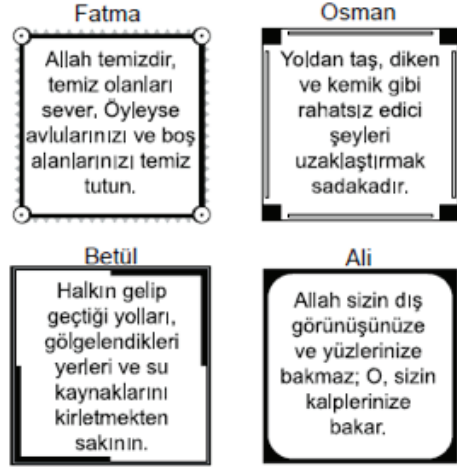 Fatma
Allah temizdir,
temiz olanları
sever, Öyleyse
avlularınızı ve boş
alanlarınızı temiz
tutun.
Osman
Yoldan taş, diken
ve kemik gibi
rahatsız edici
şeyleri
uzaklaştırmak
sadakadır.
Betül
Halkın gelip
geçtiği yolları,
gölgelendikleri
yerleri ve su
kaynaklarını
kirletmekten
sakının.
Ali
Allah sizin dış
görünüşünüze
ve yüzlerinize
bakmaz; O, sizin
kalplerinize
bakar.